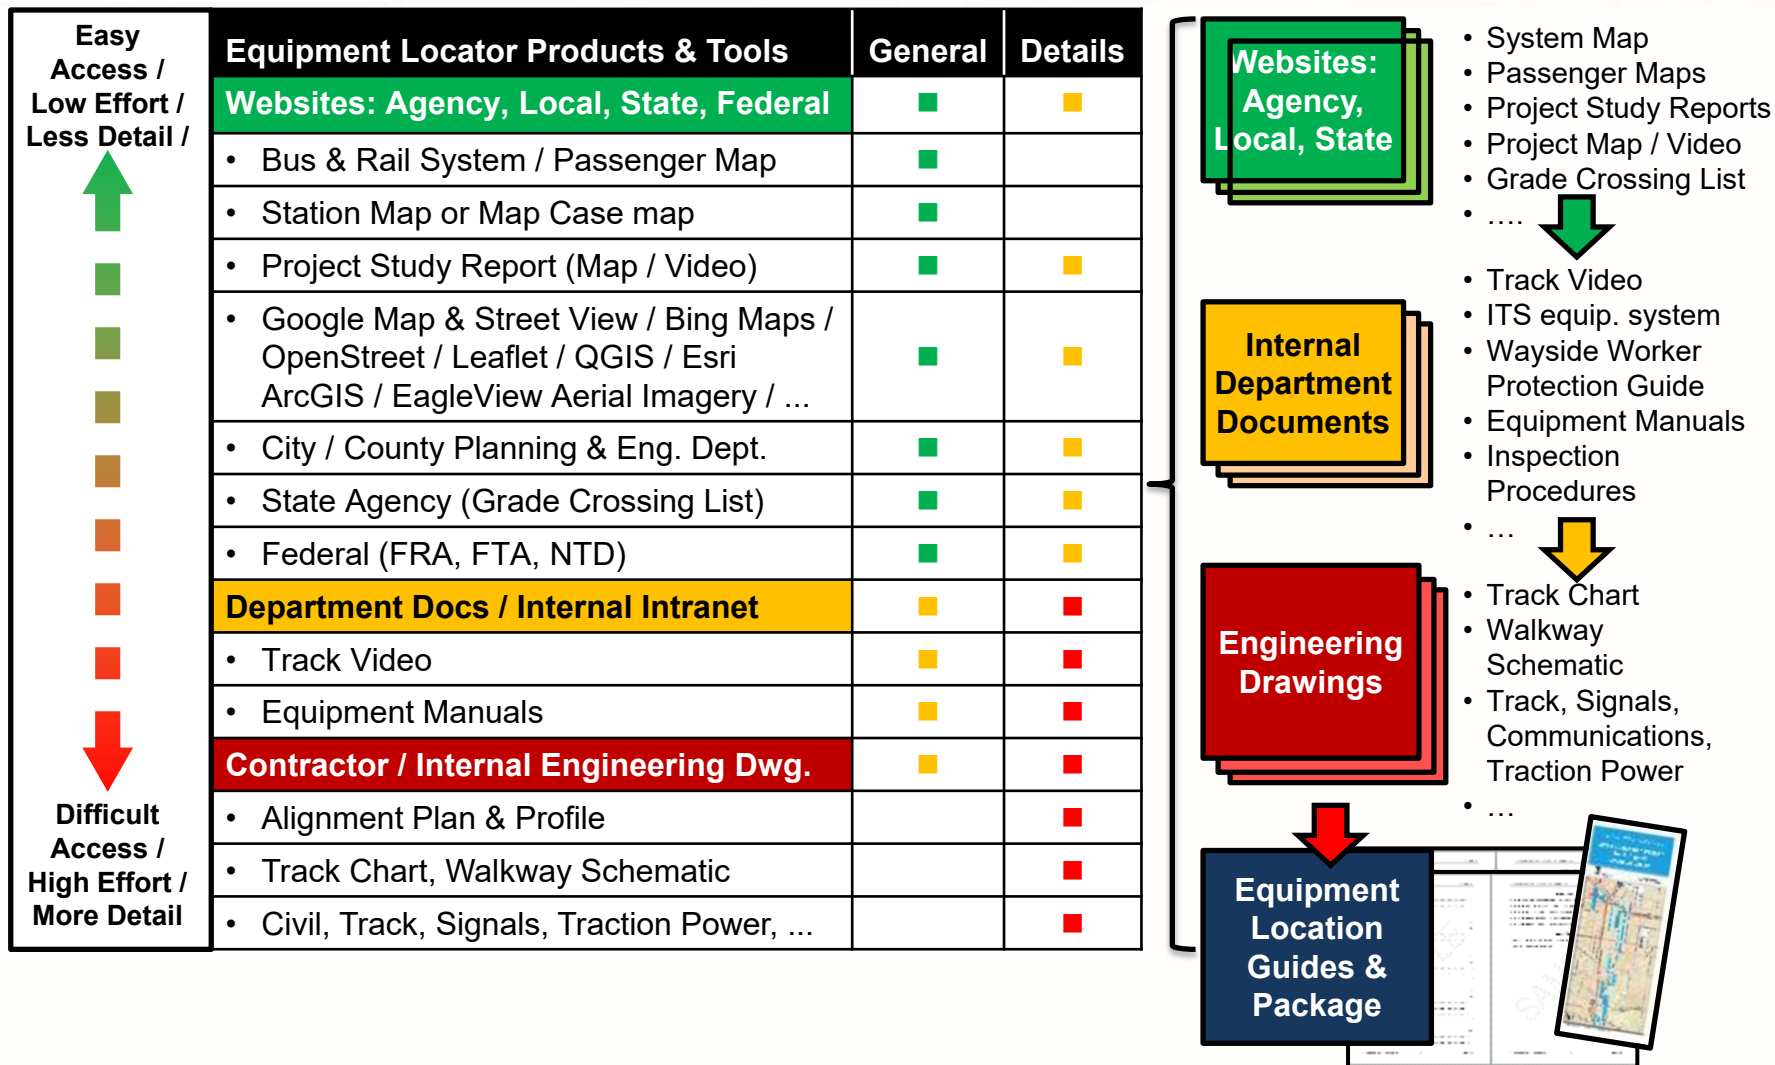 Easy
Access /
Low Effort /
Less Detail /
Difficult
Access /
High Effort /
More Detail
Equipment Locator Products & Tools General Details
Websites: Agency, Local, State, Federal
• Bus & Rail System / Passenger Map
• Station Map or Map Case map
• Project Study Report (Map / Video)
• Google Map & Street View / Bing Maps /
OpenStreet / Leaflet / QGIS / Esri
ArcGIS / EagleView Aerial Imagery / ...
• City / County Planning & Eng. Dept.
• State Agency (Grade Crossing List)
• Federal (FRA, FTA, NTD)
Department Docs / Internal Intranet
• Track Video
• Equipment Manuals
Contractor / Internal Engineering Dwg.
• Alignment Plan & Profile
• Track Chart, Walkway Schematic
• Civil, Track, Signals, Traction Power, ...
Websites:
Agency,
Local, State
• System Map
• Passenger Maps
• Project Study Reports
• Project Map / Video
• Grade Crossing List
• ....
Internal
Department
Documents
• Track Video
• ITS equip. system
• Wayside Worker
Protection Guide
• Equipment Manuals
• Inspection
Procedures
• ...
Engineering
Drawings
• Track Chart
• Walkway
Schematic
• Track, Signals,
Communications,
Traction Power
• ...
Equipment
Location
Guides &
Package